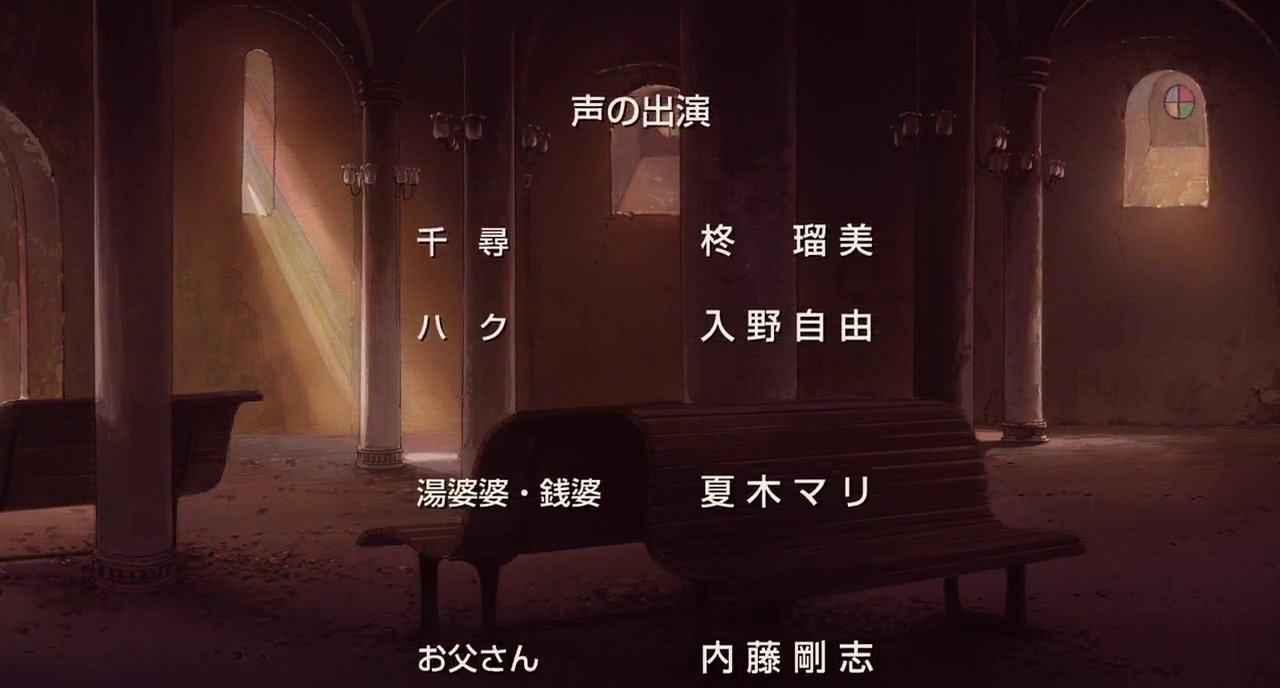 声の出演
千 尋 柊 瑠美
ハ ク 入野自由
湯婆婆・銭婆 夏木マリ
お父さん 内藤剛志